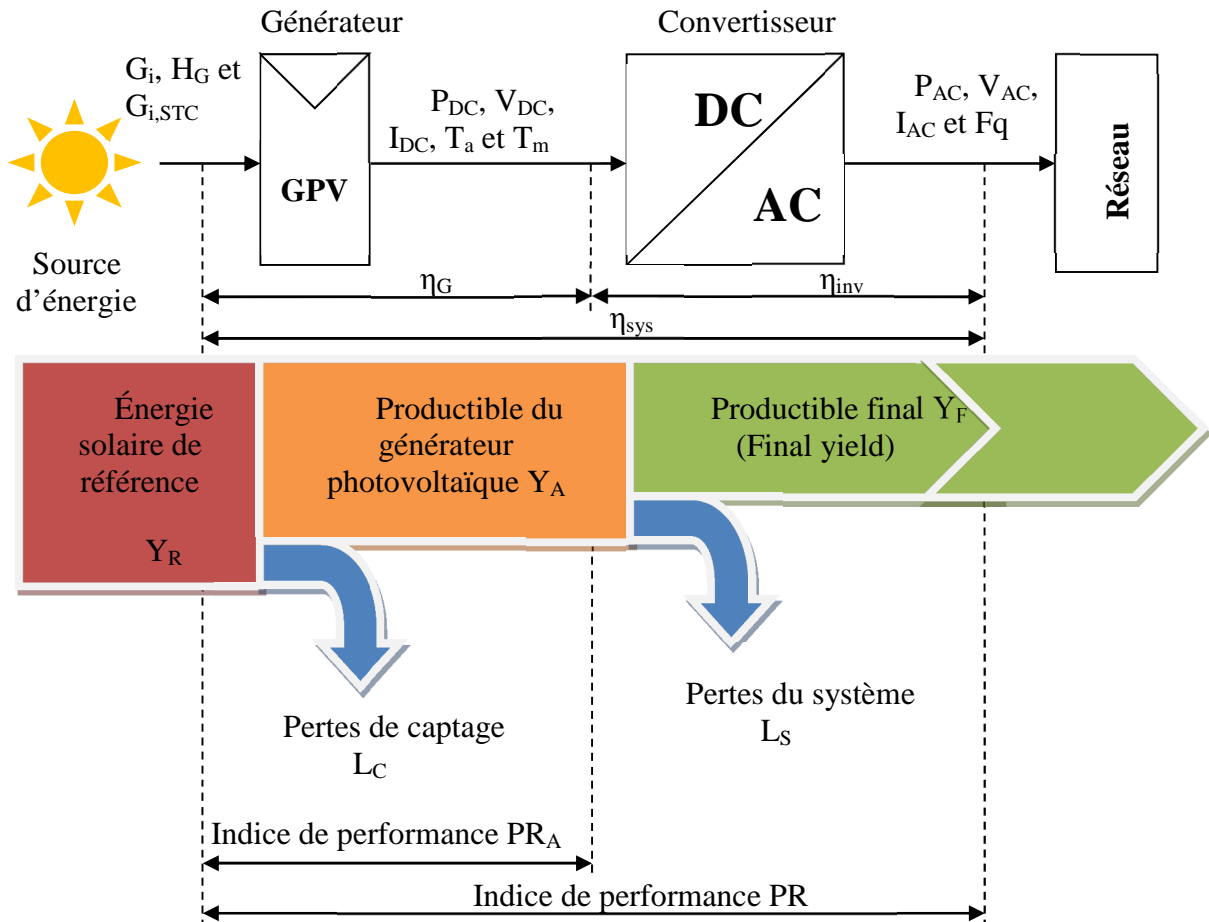 Générateur
Convertisseur
Gi, HG et
Gi,STC
PDC, VDC,
IDC, Ta et Tm
PAC, VAC,
IAC et Fq
DC
AC
GPV
Réseau
Source
d'énergie
ηG
ηinv
ηsys
Énergie
solaire de
référence
YR
Productible du
générateur
photovoltaïque YA
Productible final YF
(Final yield)
Pertes de captage
LC
Pertes du système
LS
Indice de performance PRA
Indice de performance PR